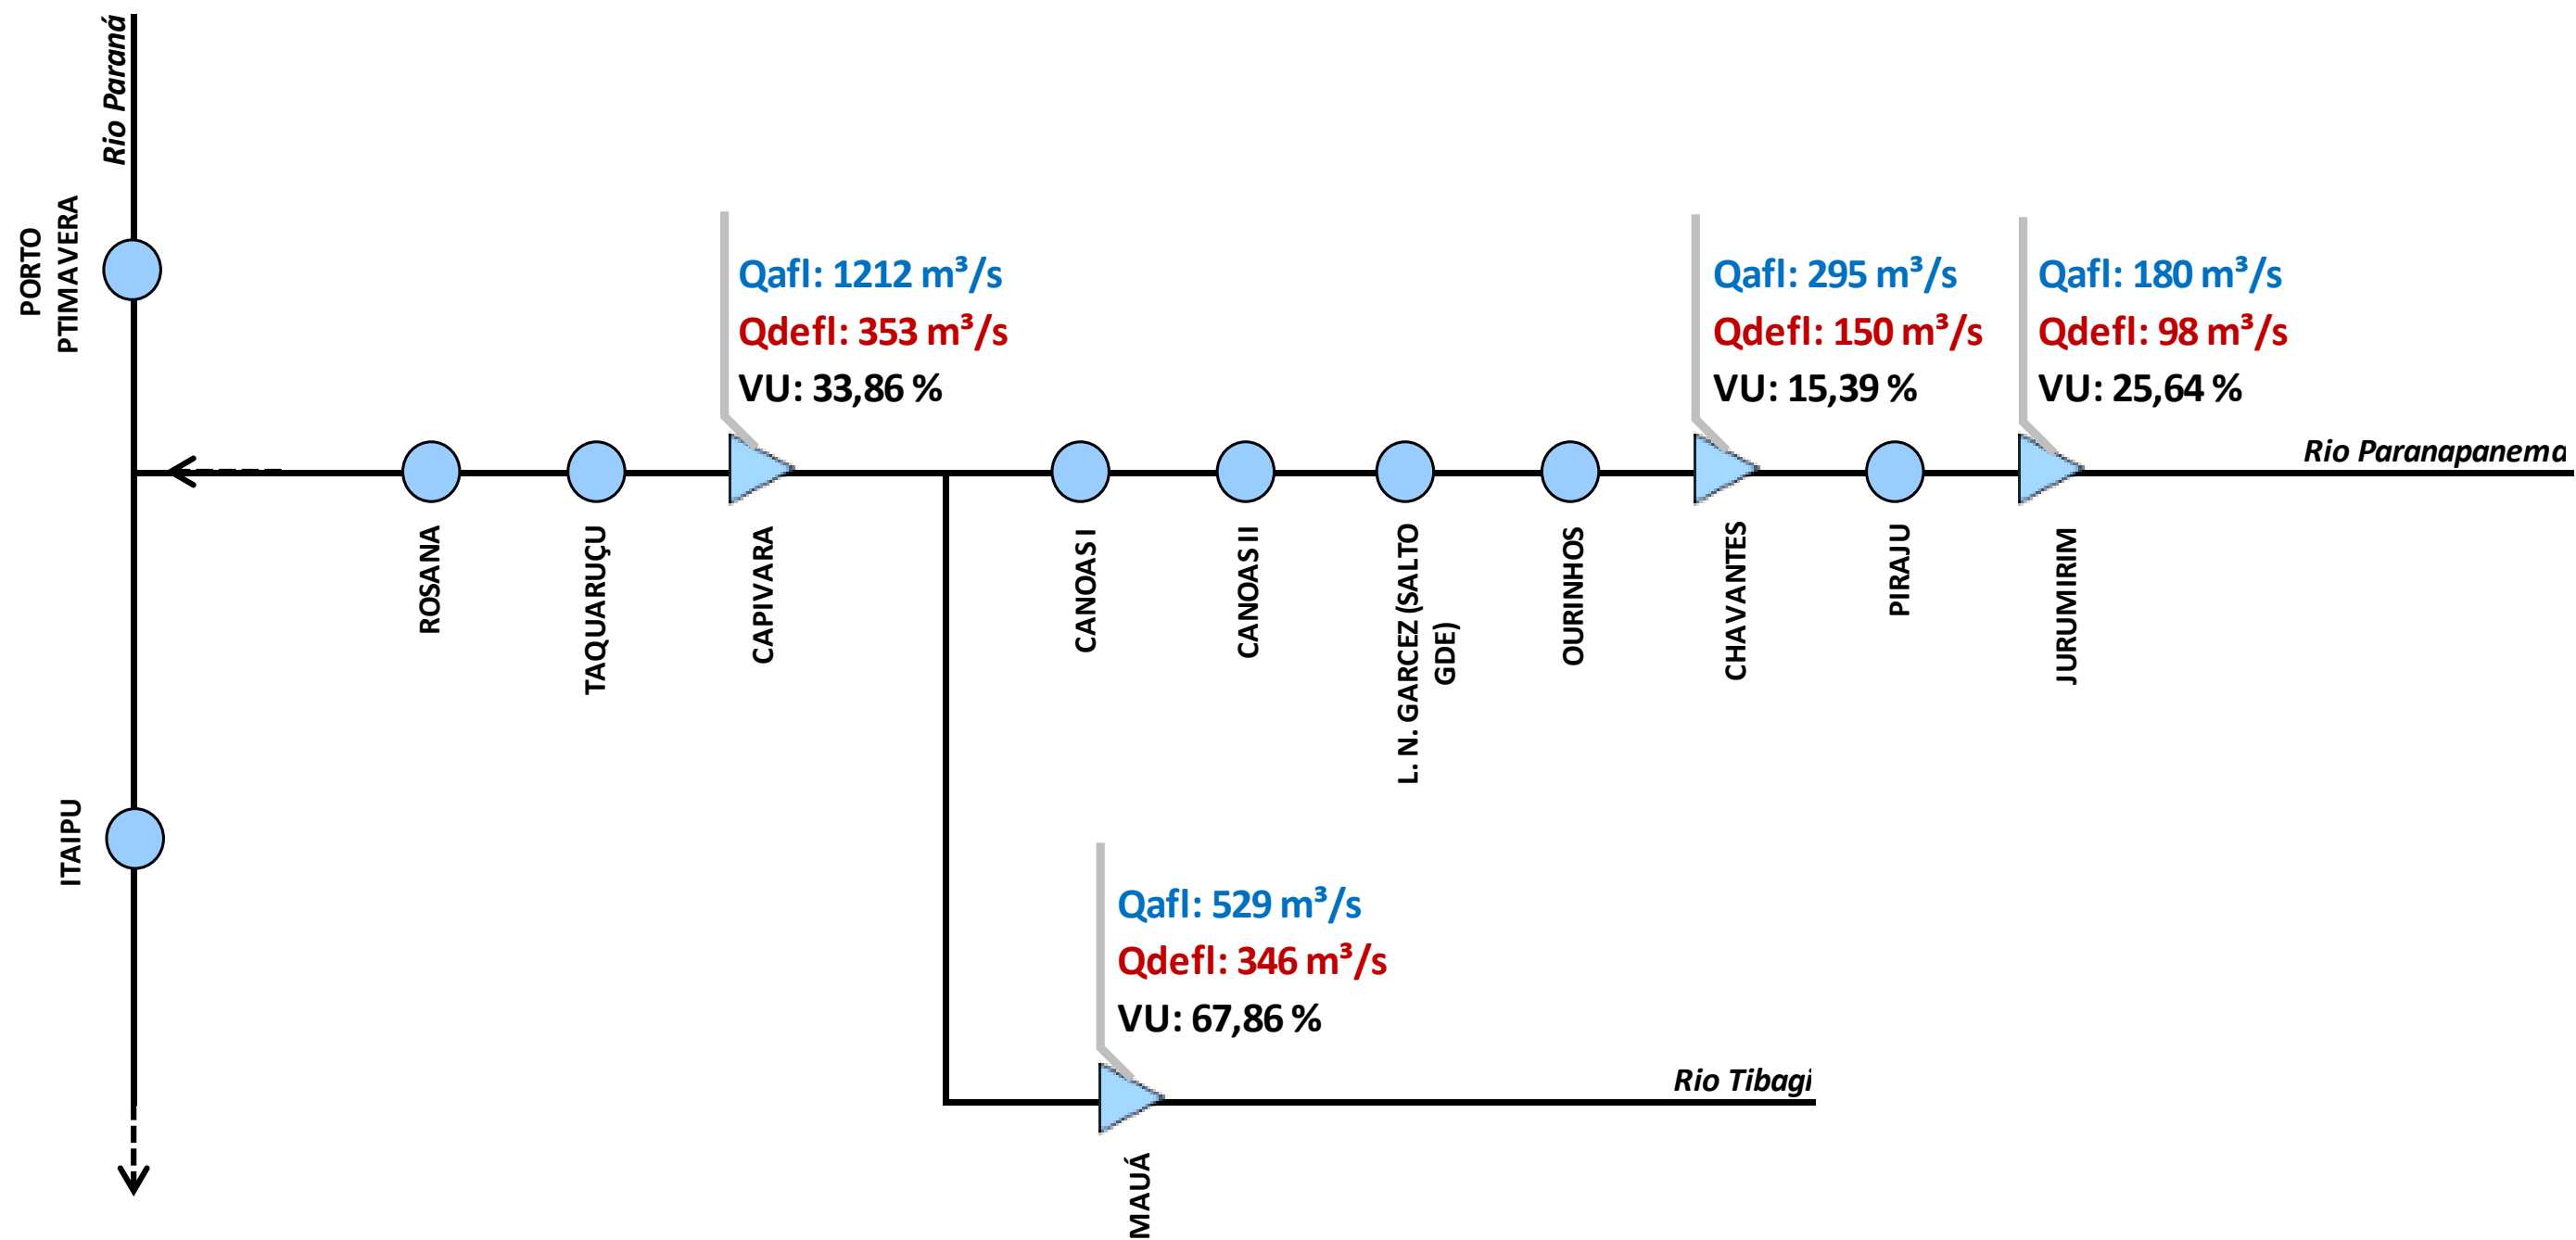 Rio Paraná
PORTO
PTIMAVERA
Qafl: 1212 m³/s
Qdefl: 353 m³/s
VU: 33,86 %
Qafl: 295 m³/s
Qdefl: 150 m³/s
VU: 15,39 %
Qafl: 180 m³/s
Qdefl: 98 m³/s
VU: 25,64 %
Rio Paranapanema
ROSANA
TAQUARUÇU
CAPIVARA
CANOAS I
CANOAS II
L. N. GARCEZ (SALTO
GDE)
OURINHOS
CHAVANTES
PIRAJU
JURUMIRIM
ITAIPU
Qafl: 529 m³/s
Qdefl: 346 m³/s
VU: 67,86 %
Rio Tibagi
MAUÁ